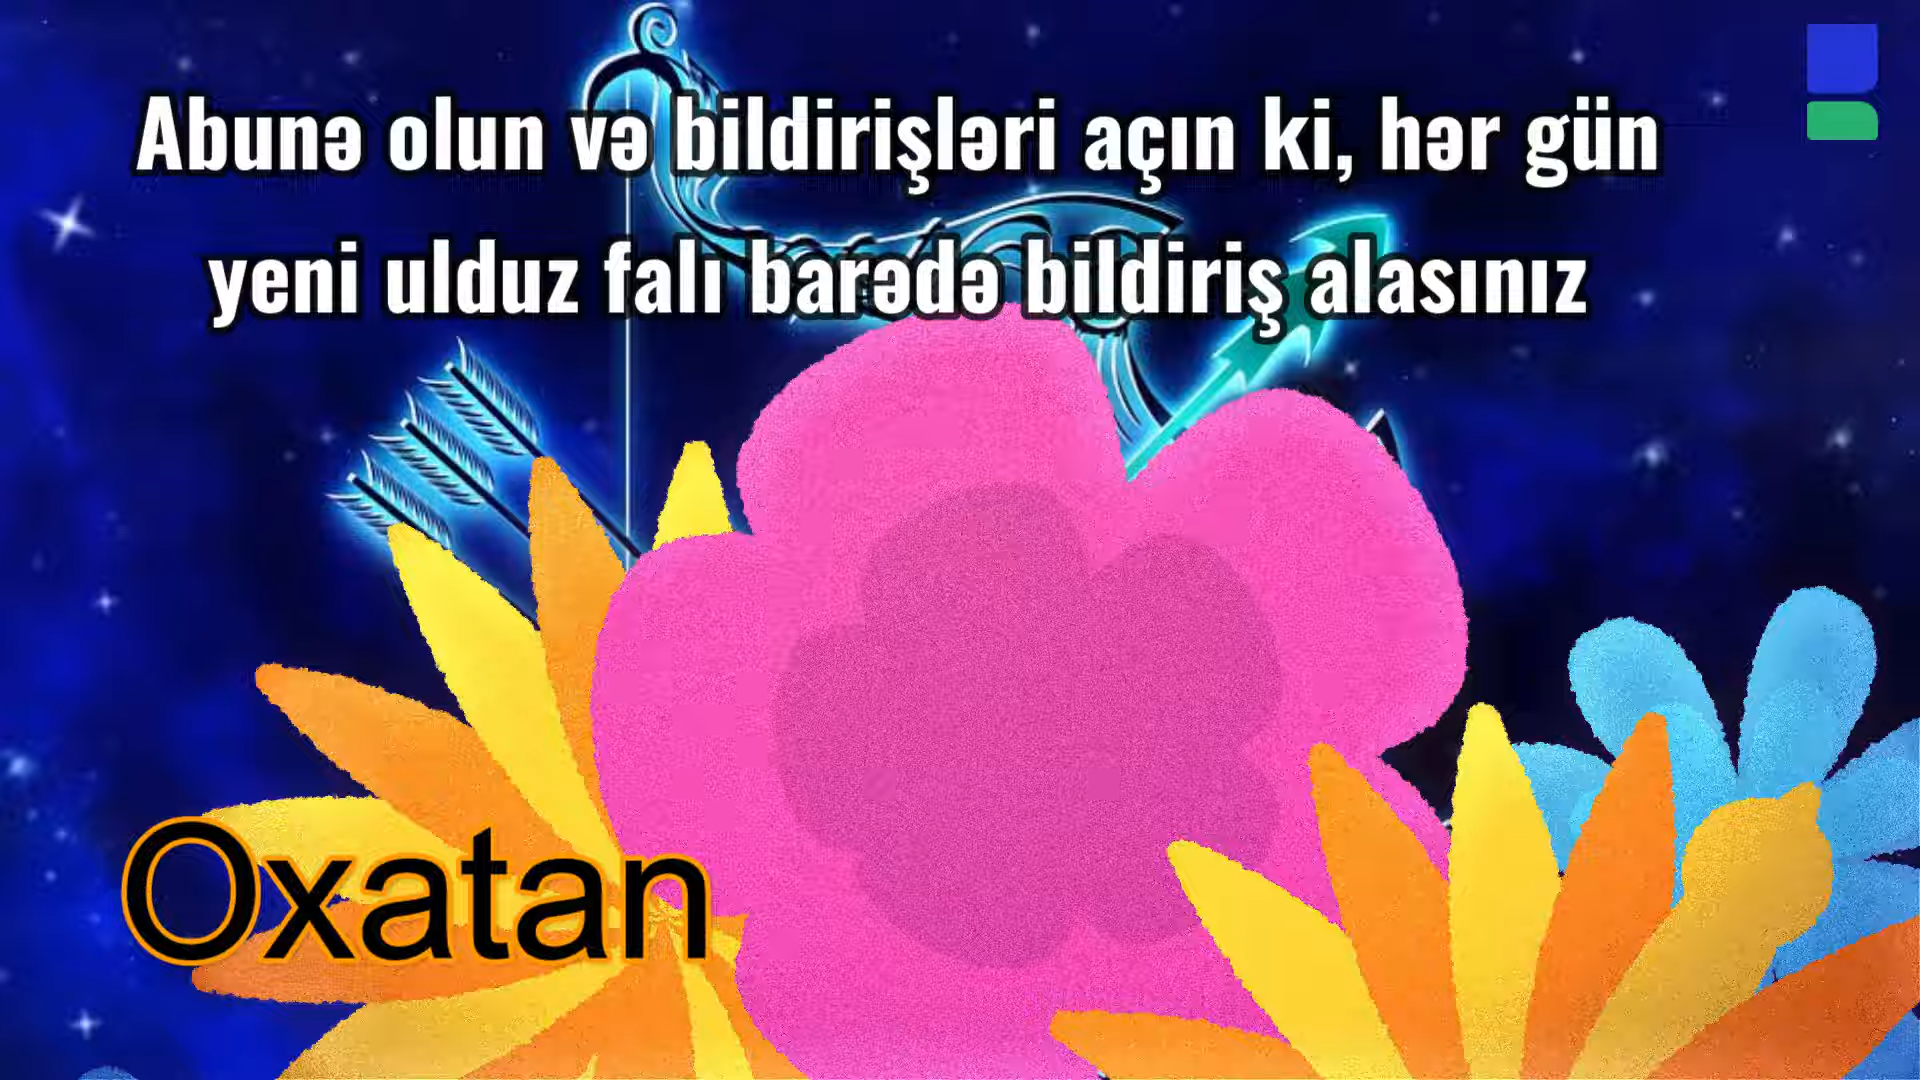 Abunə olun və bildirişləri açın ki, hər gün
yeni ulduz falı barədə bildiriş alasınız
Oxatan